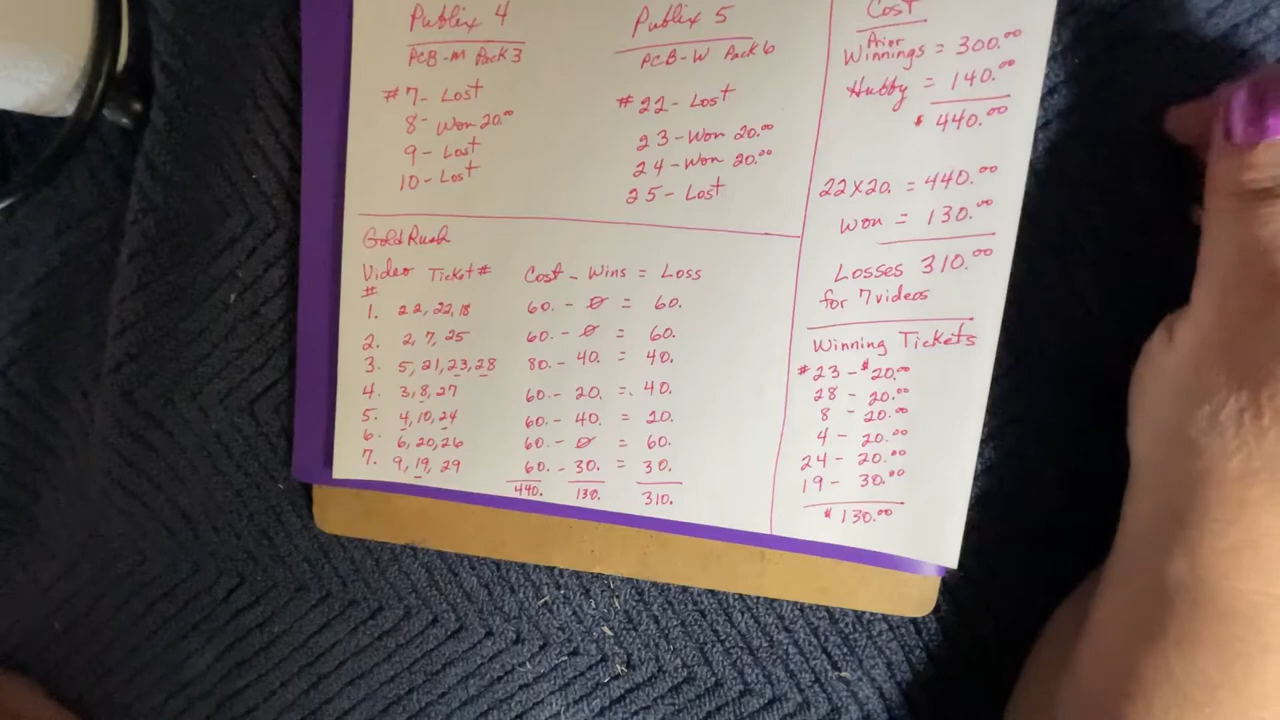 Publix 4
PCB-M Pack 3
#7- Lost
8- Won 20.00
9- Lost
10- Lost
Publix 5
PCB-W Pack 6
#22- Lost
23- Won 20.00
24- Won 20.00
25- Lost
Cost
Prior
Winnings = 300.00
Hubby = 140.00
$ 440.00
22X20. = 440.00
Won = 130.00
Losses 310.00
for 7 videos
Gold Rush
Video Ticket # Cost - Wins = Loss
#
1. 22, 22, 18 60. - 0 = 60.
2. 2, 7, 25 60. - 0 = 60.
3. 5, 21, 23, 28 80. - 40. = 40.
4. 3, 8, 27 60. - 20. = 40.
5. 4, 10, 24 60. - 40. = 20.
6. 6, 20, 26 60. - 0 = 60.
7. 9, 19, 29 60. - 30. = 30.
440. 130. 310.
Winning Tickets
#23 - $20.00
28 - 20.00
8 - 20.00
4 - 20.00
24 - 20.00
19 - 30.00
$130.00